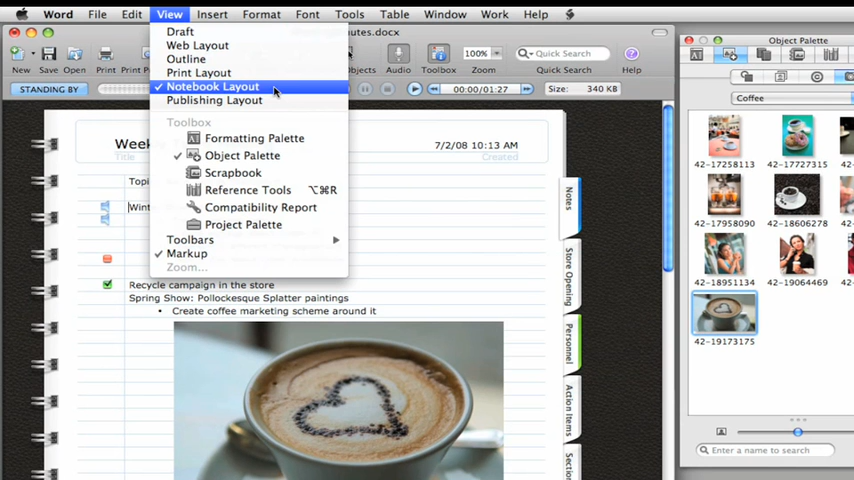 Word File Edit View Insert Format Font Tools Table Window Work Help
utes.docx
New Save Open Print Objects Audio Toolbox Zoom Help
100%
Quick Search
STANDING BY 00:00/01:27 Size: 340 KB
Draft
Web Layout
Outline
Print Layout
✓ Notebook Layout
Publishing Layout
Toolbox
Formatting Palette
✓ Object Palette
Scrapbook
Reference Tools ⌥⌘R
Compatibility Report
Project Palette
Toolbars
✓ Markup
Zoom...
Week
Title
7/2/08 10:13 AM
Created
Topi
Wint
Recycle campaign in the store
Spring Show: Pollockesque Splatter paintings
• Create coffee marketing scheme around it
Notes
Store Opening
Personnel
Action Items
Section
Object Palette
Coffee
42-17258113 42-17727315
42-17958090
42-18951134 42-19064469
42-19173175
Enter a name to search